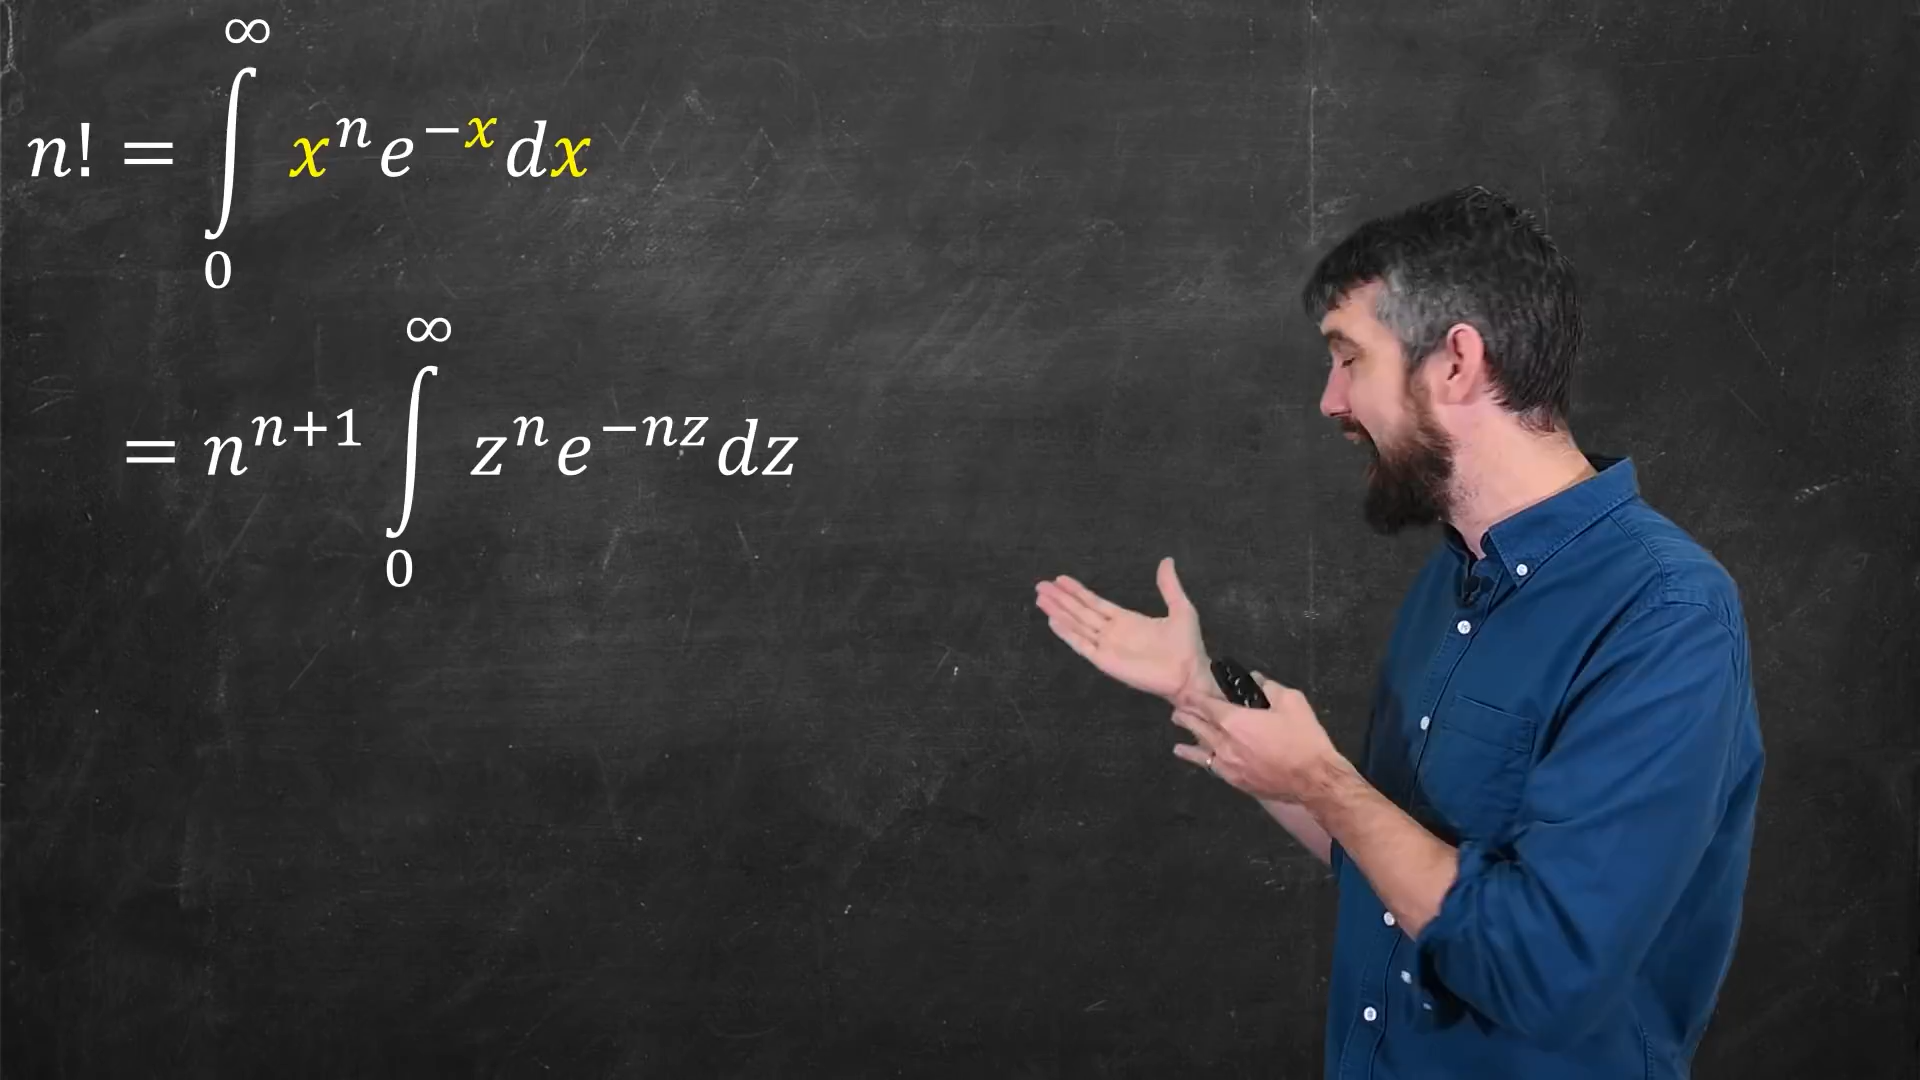 n! = ∫₀^∞ xⁿe⁻ˣdx
= nⁿ⁺¹ ∫₀^∞ zⁿe⁻ⁿᶻdz